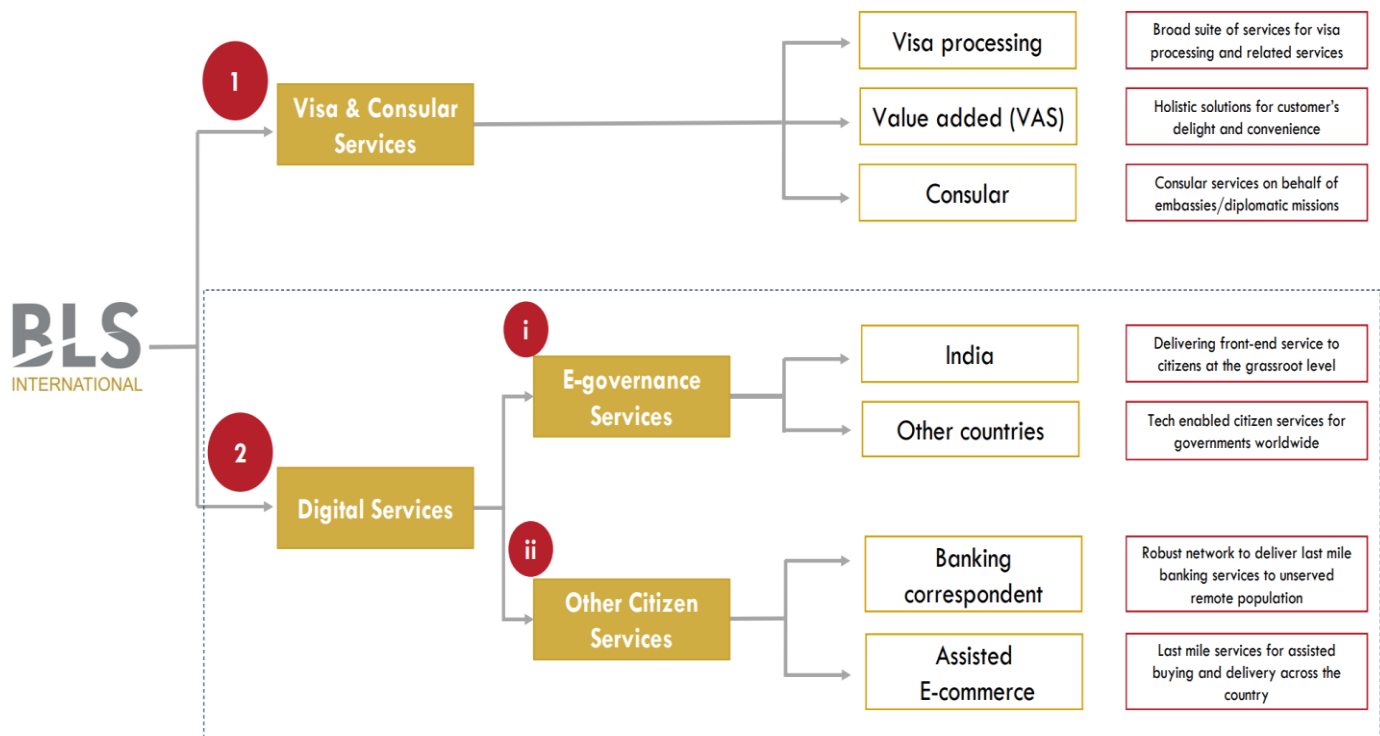 1
Visa & Consular
Services
Visa processing
Broad suite of services for visa
processing and related services
Value added (VAS)
Holistic solutions for customer's
delight and convenience
Consular
Consular services on behalf of
embassies/diplomatic missions
BLS
INTERNATIONAL
2
Digital Services
i
E-governance
Services
India
Delivering front-end service to
citizens at the grassroot level
Other countries
Tech enabled citizen services for
governments worldwide
ii
Other Citizen
Services
Banking
correspondent
Robust network to deliver last mile
banking services to unserved
remote population
Assisted
E-commerce
Last mile services for assisted
buying and delivery across the
country